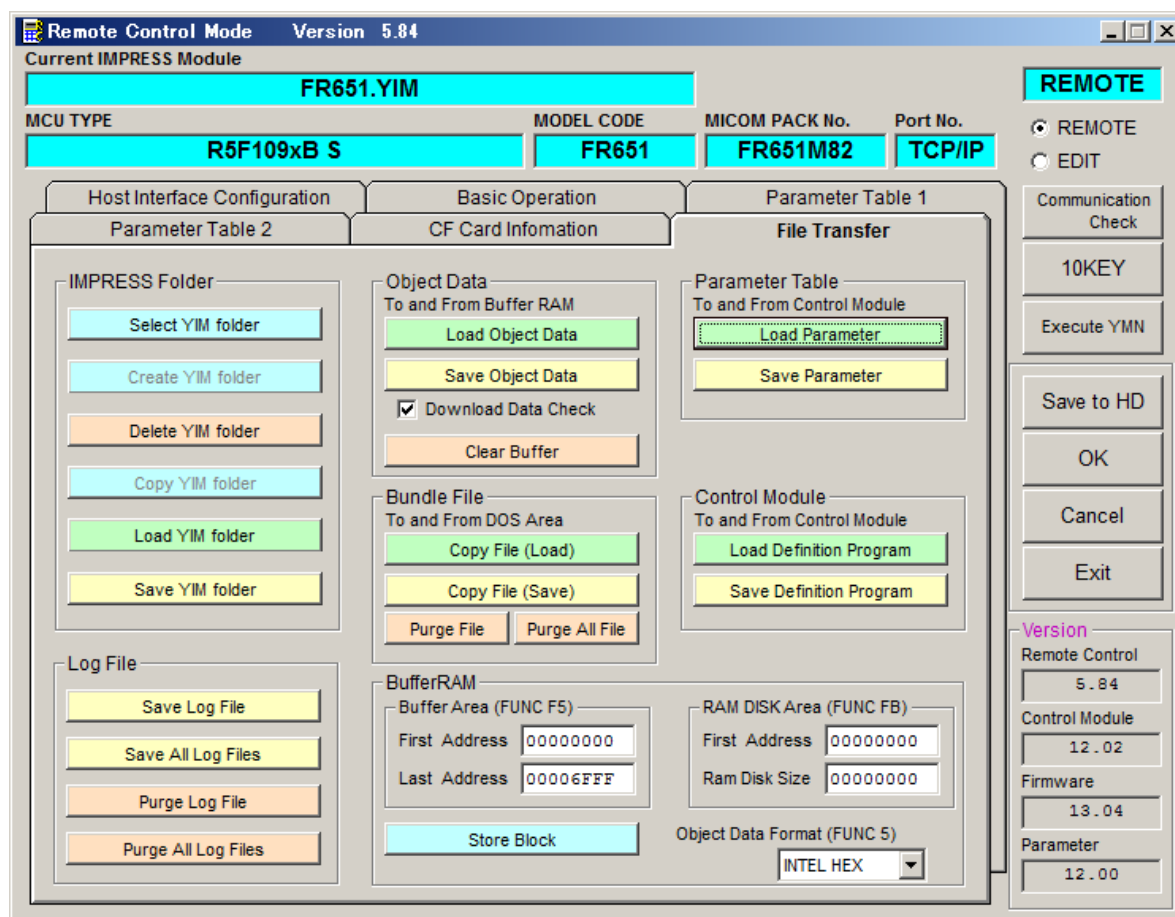 Remote Control Mode Version 5.84
Current IMPRESS Module
FR651.YIM
MCU TYPE
MODEL CODE
MICOM PACK No.
Port No.
R5F109xB S
FR651
FR651M82
TCP/IP
REMOTE
REMOTE
EDIT
Host Interface Configuration
Basic Operation
Parameter Table 1
Parameter Table 2
CF Card Infomation
File Transfer
IMPRESS Folder
Select YIM folder
Create YIM folder
Delete YIM folder
Copy YIM folder
Load YIM folder
Save YIM folder
Log File
Save Log File
Save All Log Files
Purge Log File
Purge All Log Files
Object Data
To and From Buffer RAM
Load Object Data
Save Object Data
Download Data Check
Clear Buffer
Bundle File
To and From DOS Area
Copy File (Load)
Copy File (Save)
Purge File
Purge All File
Parameter Table
To and From Control Module
Load Parameter
Save Parameter
Control Module
To and From Control Module
Load Definition Program
Save Definition Program
BufferRAM
Buffer Area (FUNC F5)
First Address 00000000
Last Address 00006FFF
RAM DISK Area (FUNC FB)
First Address 00000000
Ram Disk Size 00000000
Store Block
Object Data Format (FUNC 5)
INTEL HEX
Communication
Check
10KEY
Execute YMN
Save to HD
OK
Cancel
Exit
Version
Remote Control
5.84
Control Module
12.02
Firmware
13.04
Parameter
12.00